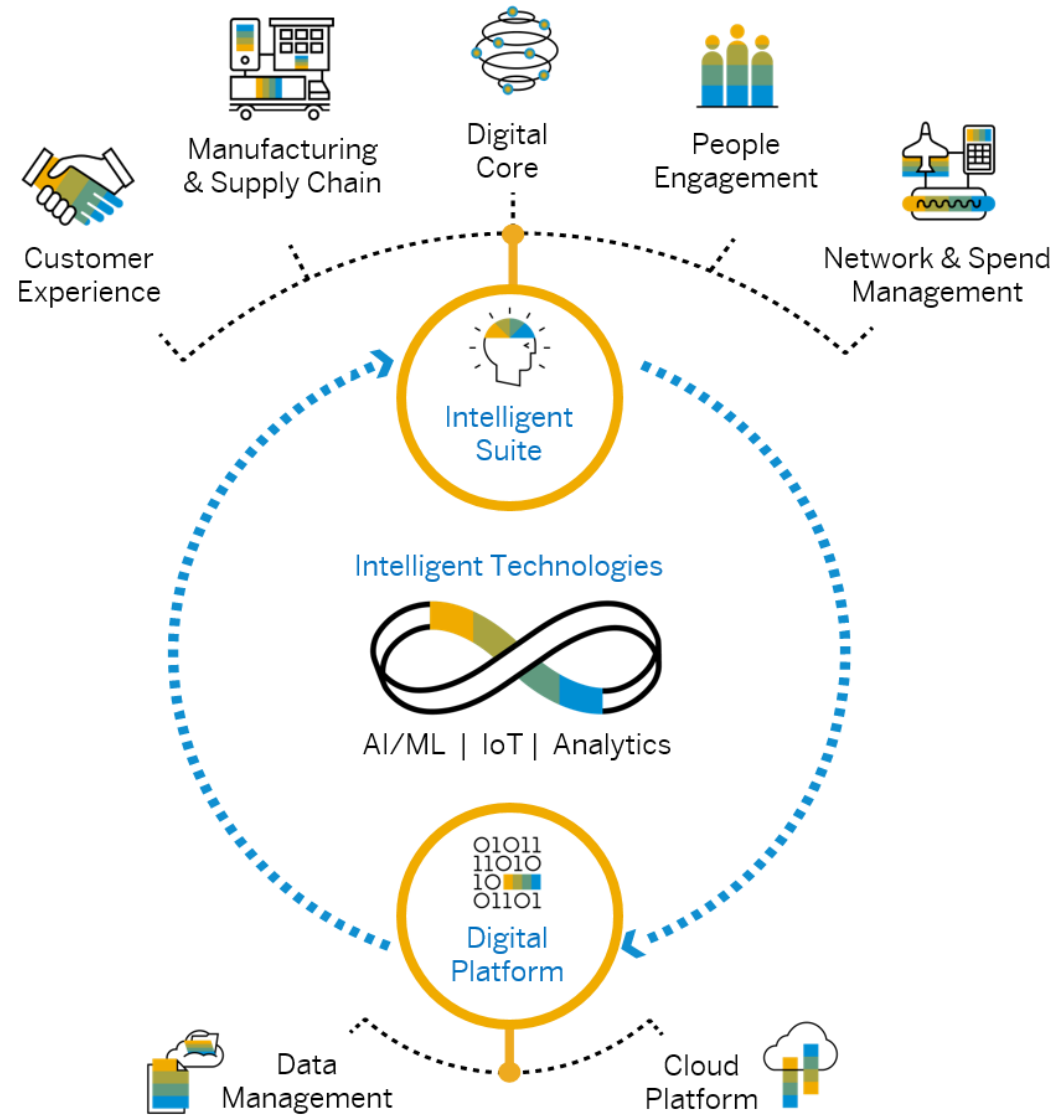 Digital
Core
People
Engagement
Manufacturing
& Supply Chain
Customer
Experience
Network & Spend
Management
Intelligent
Suite
Intelligent Technologies
AI/ML | IoT | Analytics
01011
11010
10
01101
Digital
Platform
Data
Management
Cloud
Platform